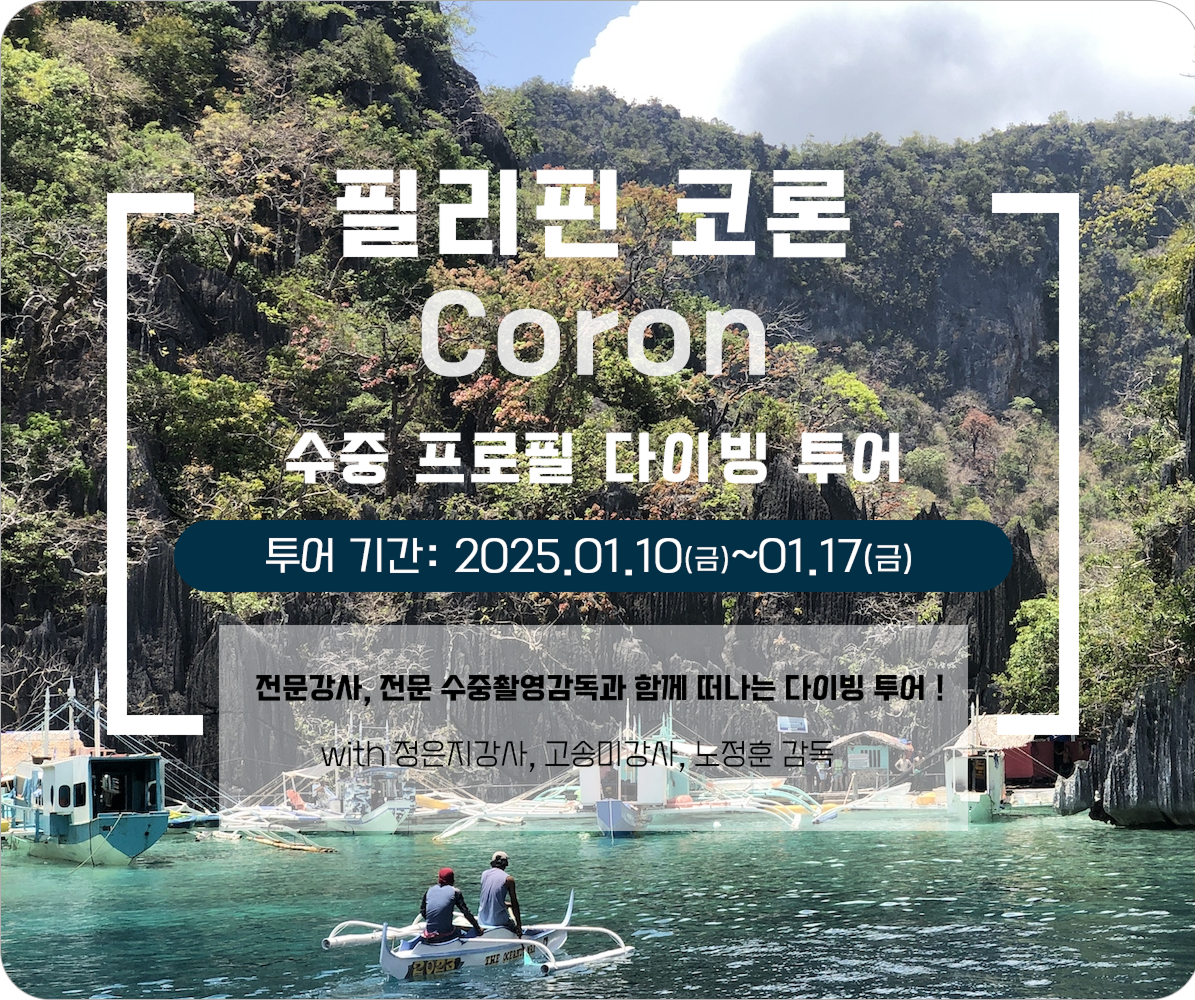 필리핀 코론
Coron
수중 프로필 다이빙 투어
투어 기간: 2025.01.10(금)~01.17(금)
전문강사, 전문 수중촬영감독과 함께 떠나는 다이빙 투어 !
with 정은지강사, 고송미강사, 노정훈 감독
2023